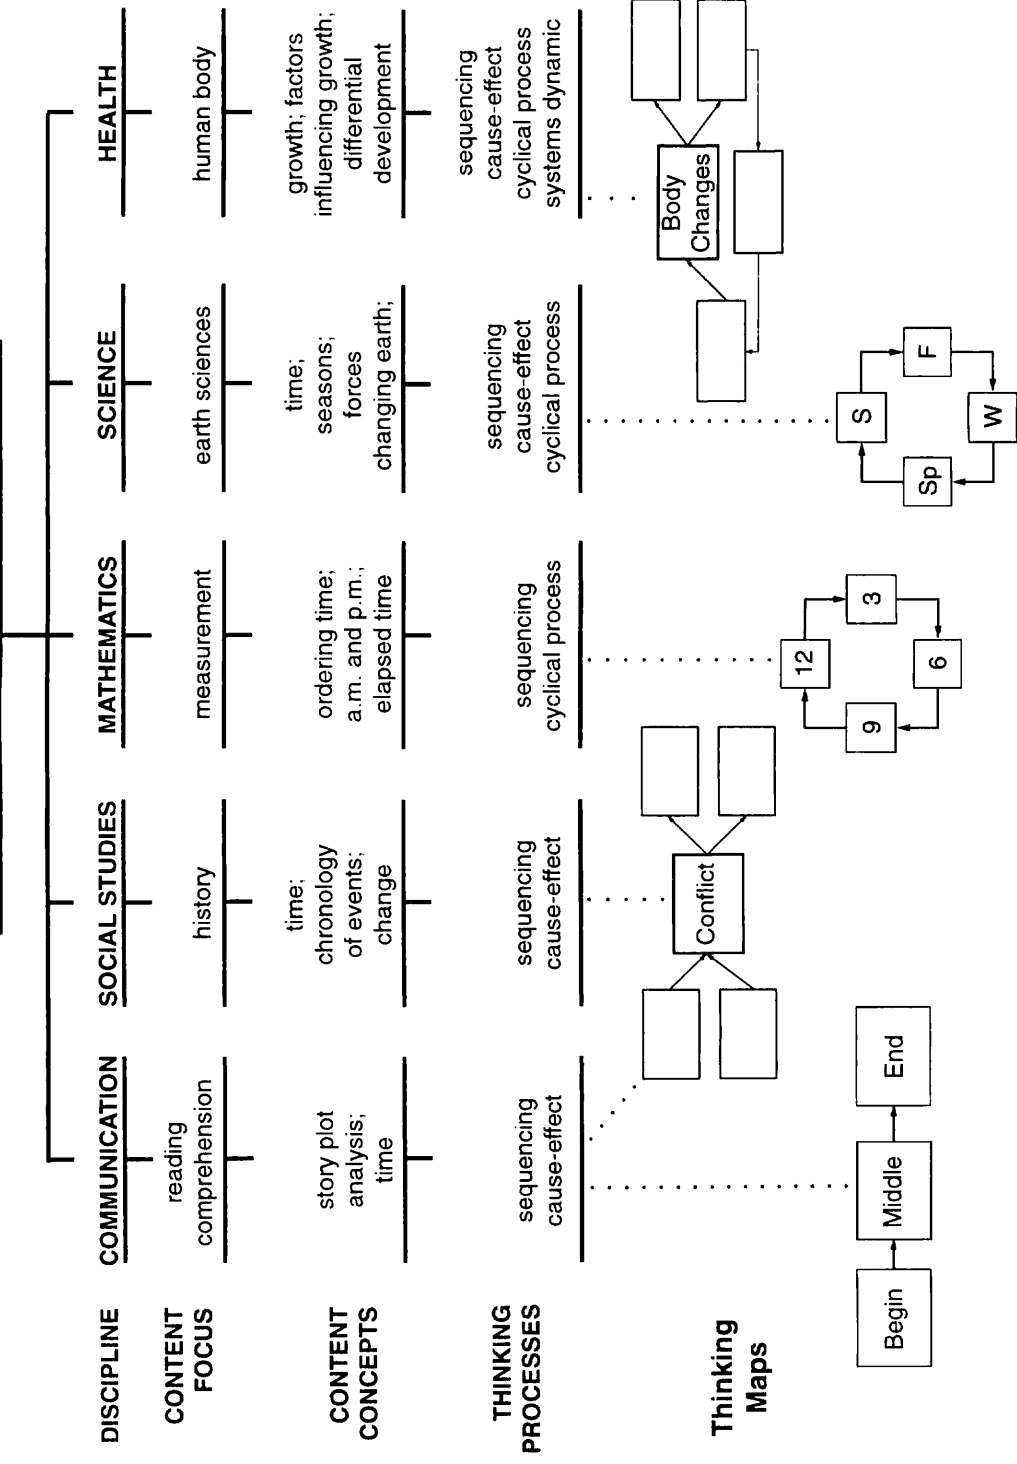 DISCIPLINE
COMMUNICATION
SOCIAL STUDIES
MATHEMATICS
SCIENCE
HEALTH
CONTENT
FOCUS
reading
comprehension
history
measurement
earth sciences
human body
CONTENT
CONCEPTS
story plot
analysis;
time
time;
chronology
of events;
change
ordering time;
a.m. and p.m.;
elapsed time
time;
seasons;
forces
changing earth;
growth; factors
influencing growth;
differential
development
THINKING
PROCESSES
sequencing
cause-effect
sequencing
cause-effect
sequencing
cyclical process
sequencing
cause-effect
cyclical process
sequencing
cause-effect
cyclical process
systems dynamic
Thinking
Maps
Begin
Middle
End
Conflict
12
3
6
9
S
F
W
Sp
Body
Changes